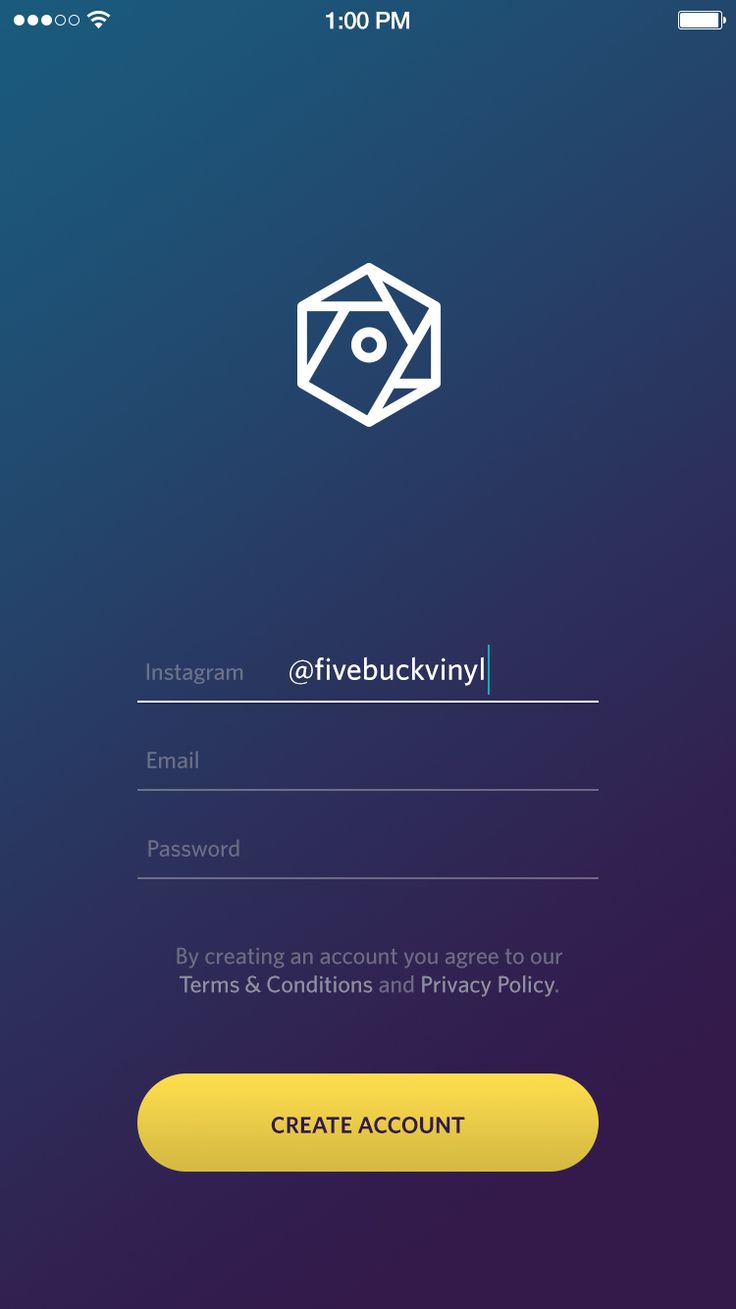 1:00 PM
Instagram @fivebuckvinyl
Email
Password
By creating an account you agree to our
Terms & Conditions and Privacy Policy.
CREATE ACCOUNT